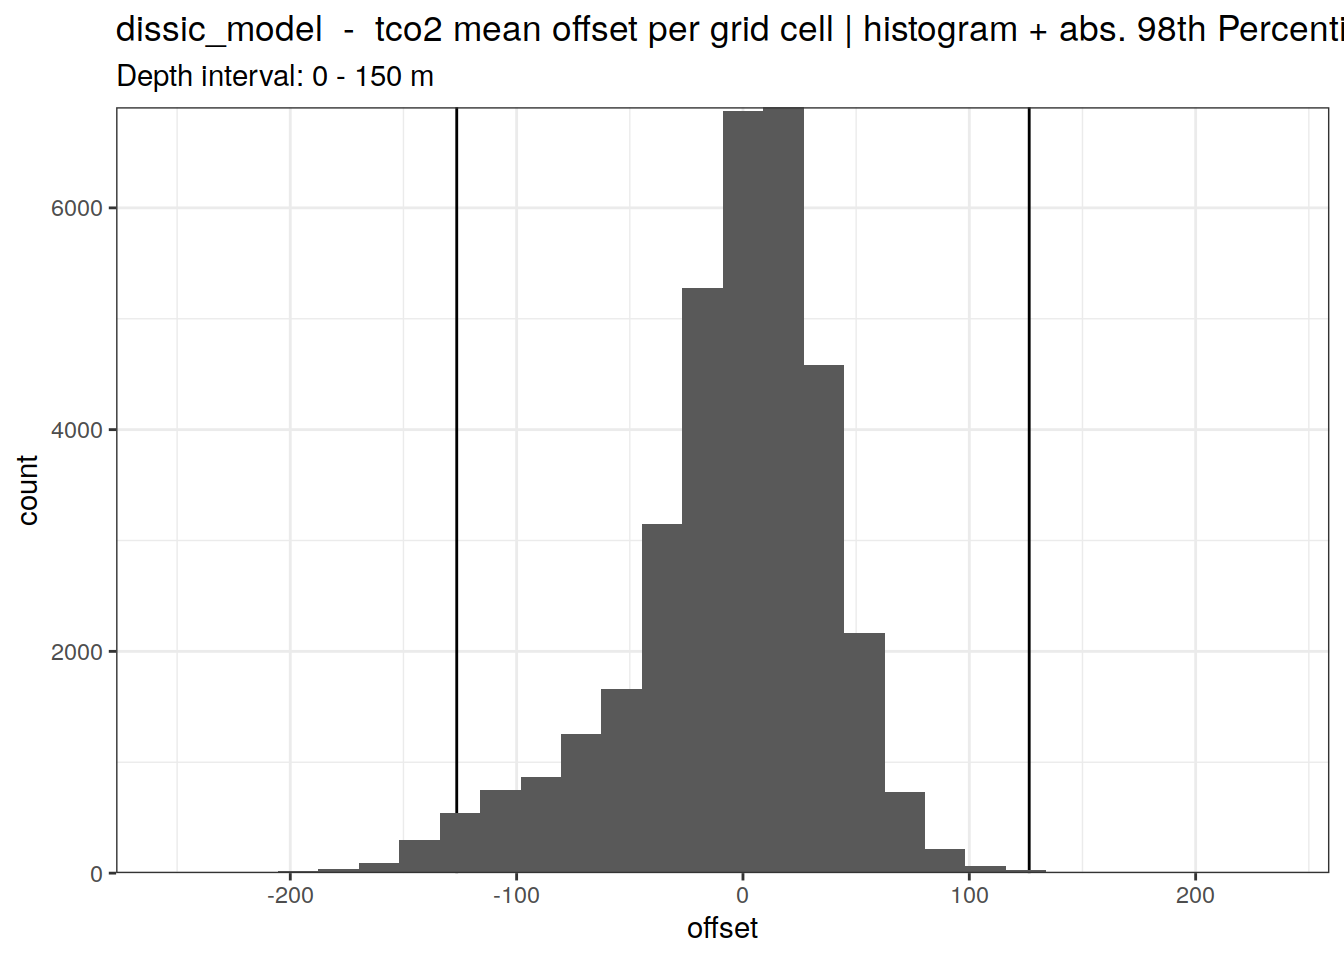 dissic_model - tco2 mean offset per grid cell | histogram + abs. 98th Percenti
Depth interval: 0 - 150 m
6000
4000
2000
0
count
-200 -100 0 100 200
offset